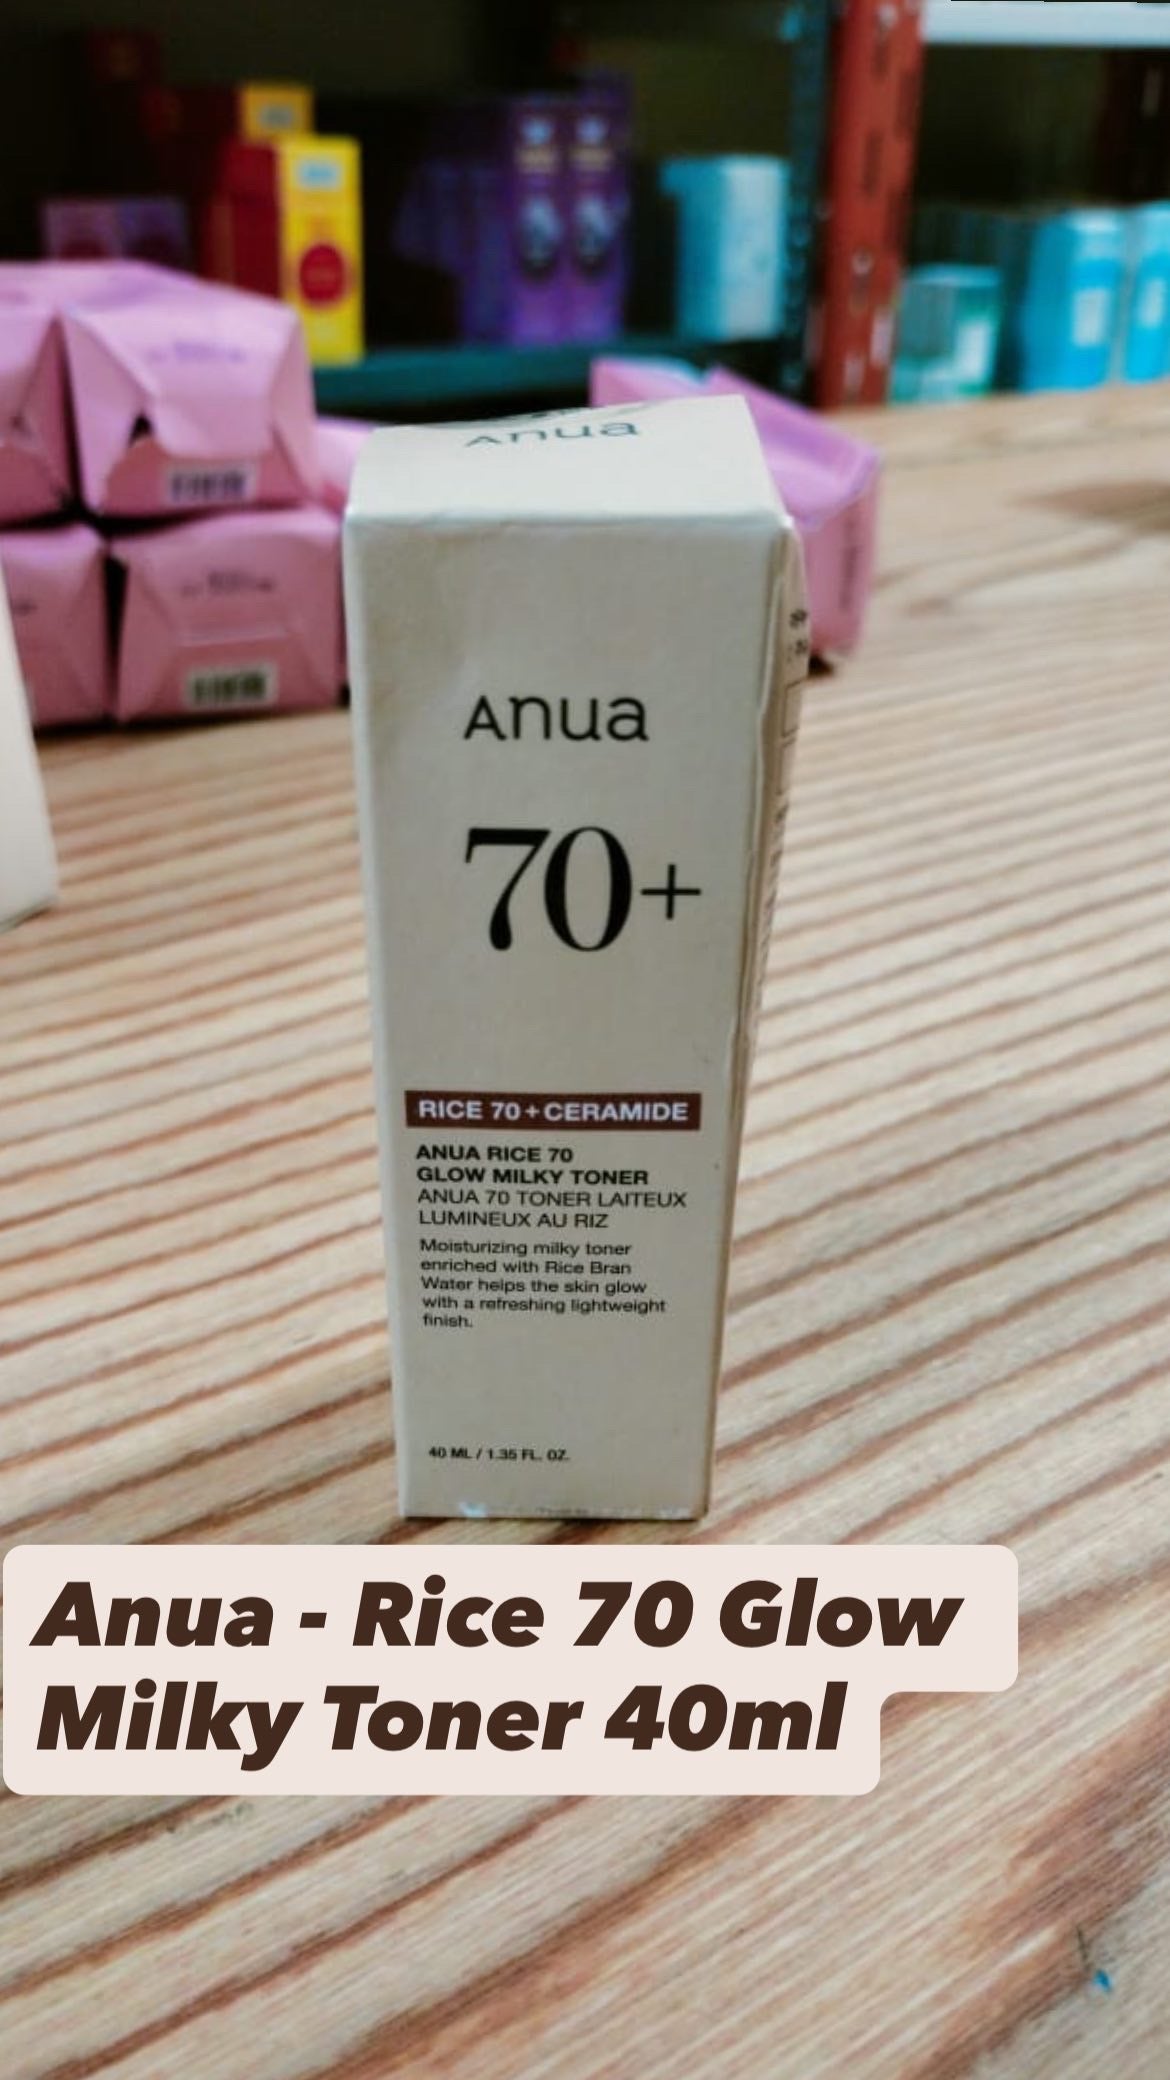 Anua
Anua
70+
RICE 70+CERAMIDE
ANUA RICE 70
GLOW MILKY TONER
ANUA 70 TONER LAITEUX
LUMINEUX AU RIZ
Moisturizing milky toner
enriched with Rice Bran
Water helps the skin glow
with a refreshing lightweight
finish.
40 ML / 1.35 FL. OZ.
Anua - Rice 70 Glow
Milky Toner 40ml